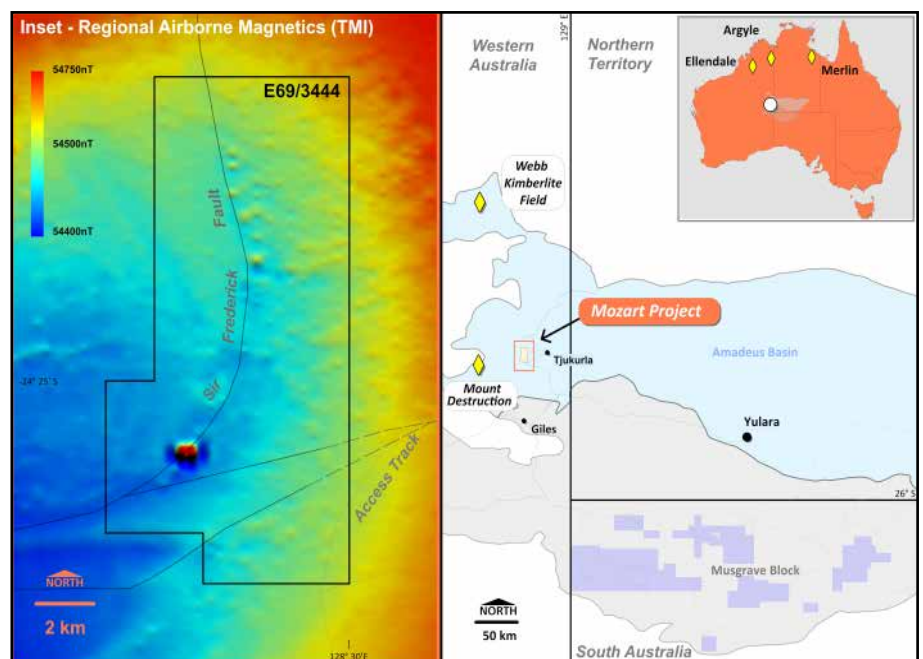 Inset - Regional Airborne Magnetics (TMI)
54750nT
54500nT
54400nT
E69/3444
Fault
Frederick
Sir
-24° 25' S
Access Track
NORTH
2 km
128° 30' E
Western
Australia
129° E
Northern
Territory
Webb
Kimberlite
Field
Mozart Project
Tjukurla
Amadeus Basin
Mount
Destruction
Giles
Yulara
26° S
Musgrave Block
NORTH
50 km
South Australia
Argyle
Ellendale
Merlin